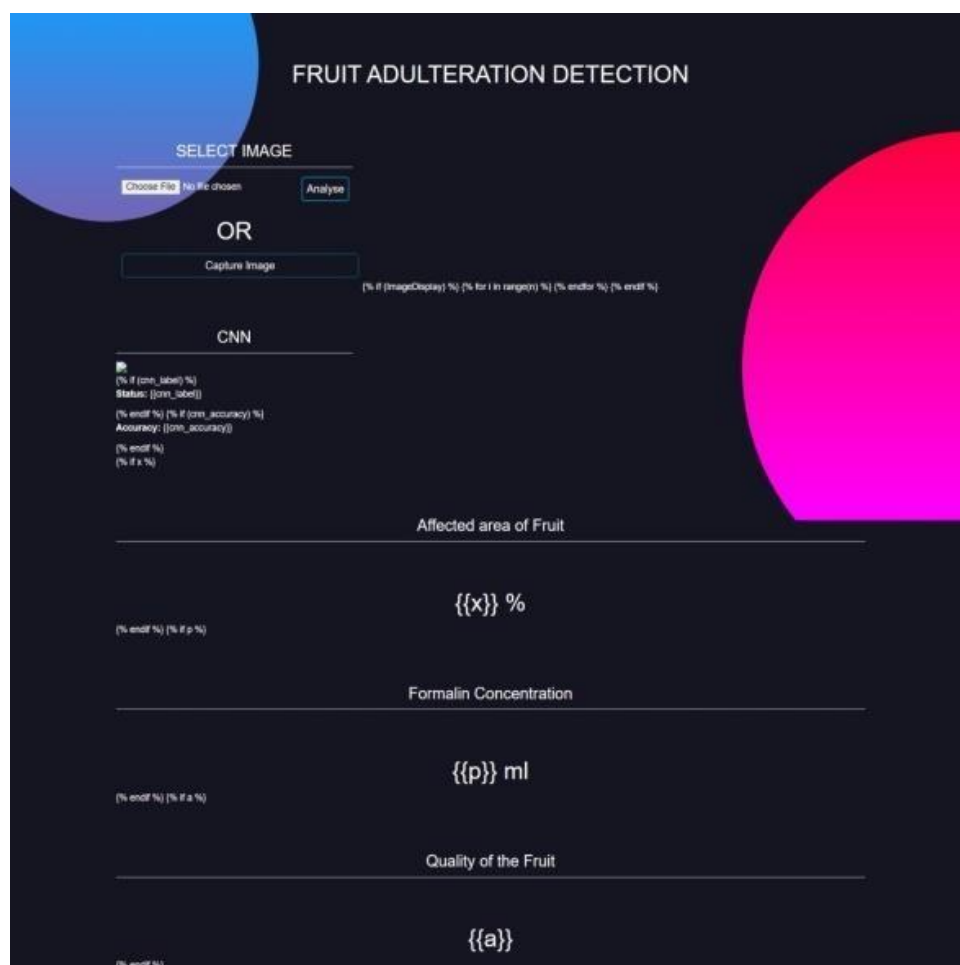 FRUIT ADULTERATION DETECTION
SELECT IMAGE
Choose File No file chosen Analyse
OR
Capture Image
{% if (ImageDisplay) %} {% for i in range(n) %} {% endfor %} {% endif %}
CNN
{% if (cnn_label) %}
Status: {{cnn_label}}
{% endif %} {% if (cnn_accuracy) %}
Accuracy: {{cnn_accuracy}}
{% endif %}
{% if x %}
Affected area of Fruit
{{x}} %
{% endif %} {% if p %}
Formalin Concentration
{{p}} ml
{% endif %} {% if a %}
Quality of the Fruit
{{a}}
{% endif %}